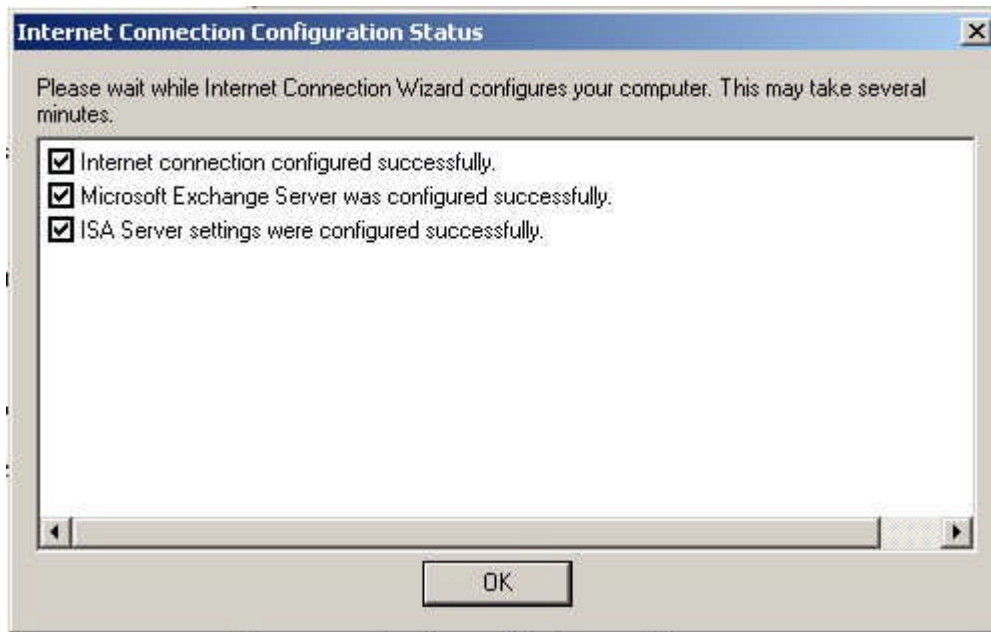 Internet Connection Configuration Status
Please wait while Internet Connection Wizard configures your computer. This may take several
minutes.
Internet connection configured successfully.
Microsoft Exchange Server was configured successfully.
ISA Server settings were configured successfully.
OK